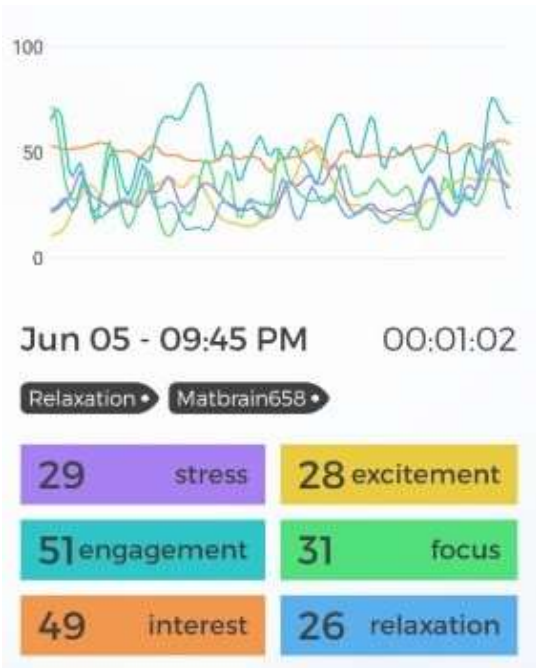 100
50
0
Jun 05 - 09:45 PM 00:01:02
Relaxation Matbrain658
29 stress 28 excitement
51 engagement 31 focus
49 interest 26 relaxation